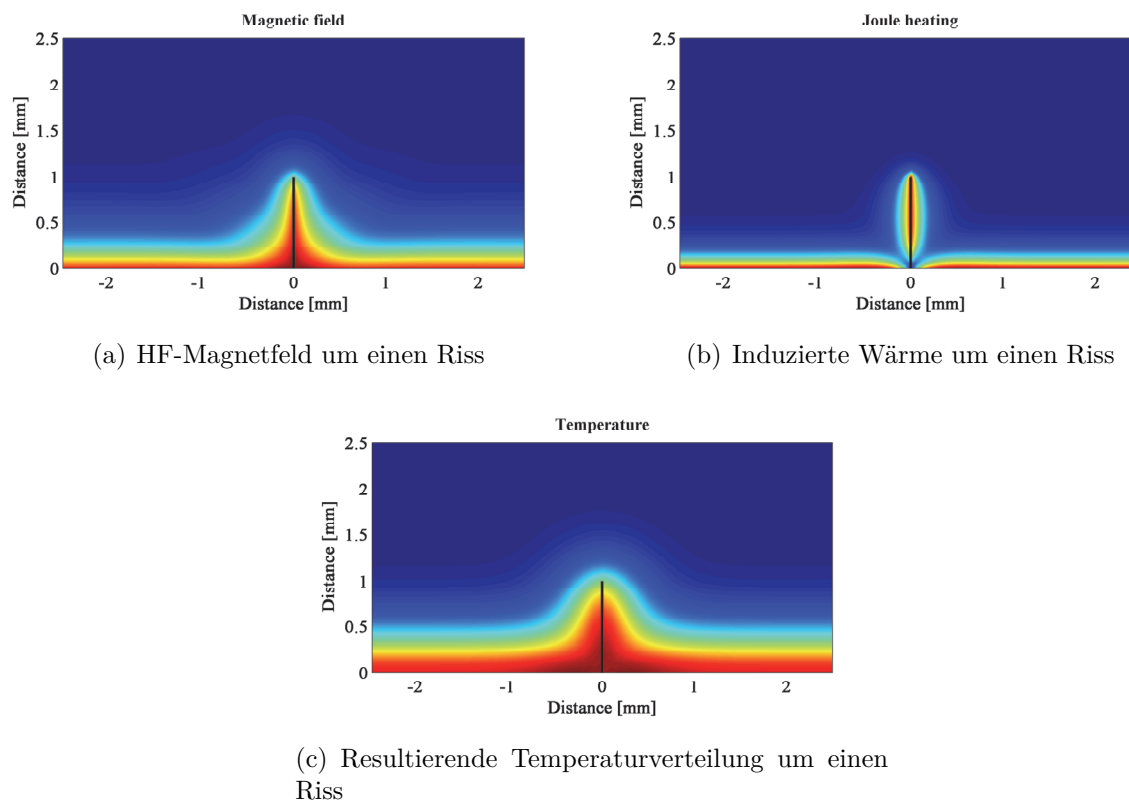 Magnetic field
Joule heating
2.5
2
1.5
1
0.5
0
Distance [mm]
-2 -1 0 1 2
Distance [mm]
2.5
2
1.5
1
0.5
0
Distance [mm]
-2 -1 0 1 2
Distance [mm]
(a) HF-Magnetfeld um einen Riss
(b) Induzierte Wärme um einen Riss
Temperature
2.5
2
1.5
1
0.5
0
Distance [mm]
-2 -1 0 1 2
Distance [mm]
(c) Resultierende Temperaturverteilung um einen
Riss